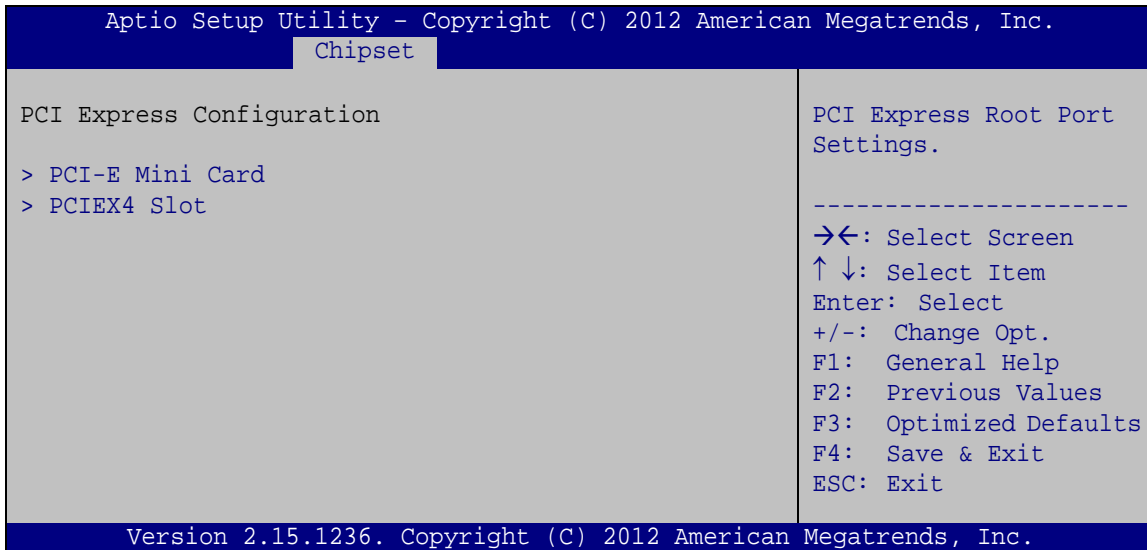 Aptio Setup Utility – Copyright (C) 2012 American Megatrends, Inc.
Chipset
PCI Express Configuration
> PCI-E Mini Card
> PCIEX4 Slot
PCI Express Root Port
Settings.
----------------------
→←: Select Screen
↑ ↓: Select Item
Enter: Select
+/-: Change Opt.
F1: General Help
F2: Previous Values
F3: Optimized Defaults
F4: Save & Exit
ESC: Exit
Version 2.15.1236. Copyright (C) 2012 American Megatrends, Inc.